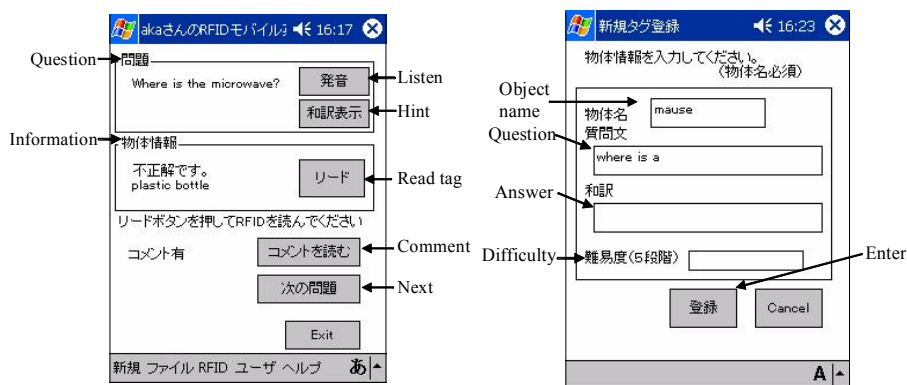 akaさんのRFIDモバイル 16:17
Question
問題
Where is the microwave?
発音
Listen
和訳表示
Hint
Information
物体情報
不正解です。
plastic bottle
リード
Read tag
リードボタンを押してRFIDを読んでください
コメント有
コメントを読む
Comment
次の問題
Next
Exit
新規 ファイル RFID ユーザ ヘルプ あ
新規タグ登録 16:23
物体情報を入力してください。
(物体名必須)
Object
name
物体名
mause
Question
質問文
where is a
Answer
和訳
Difficulty
難易度(5段階)
Enter
登録
Cancel
A